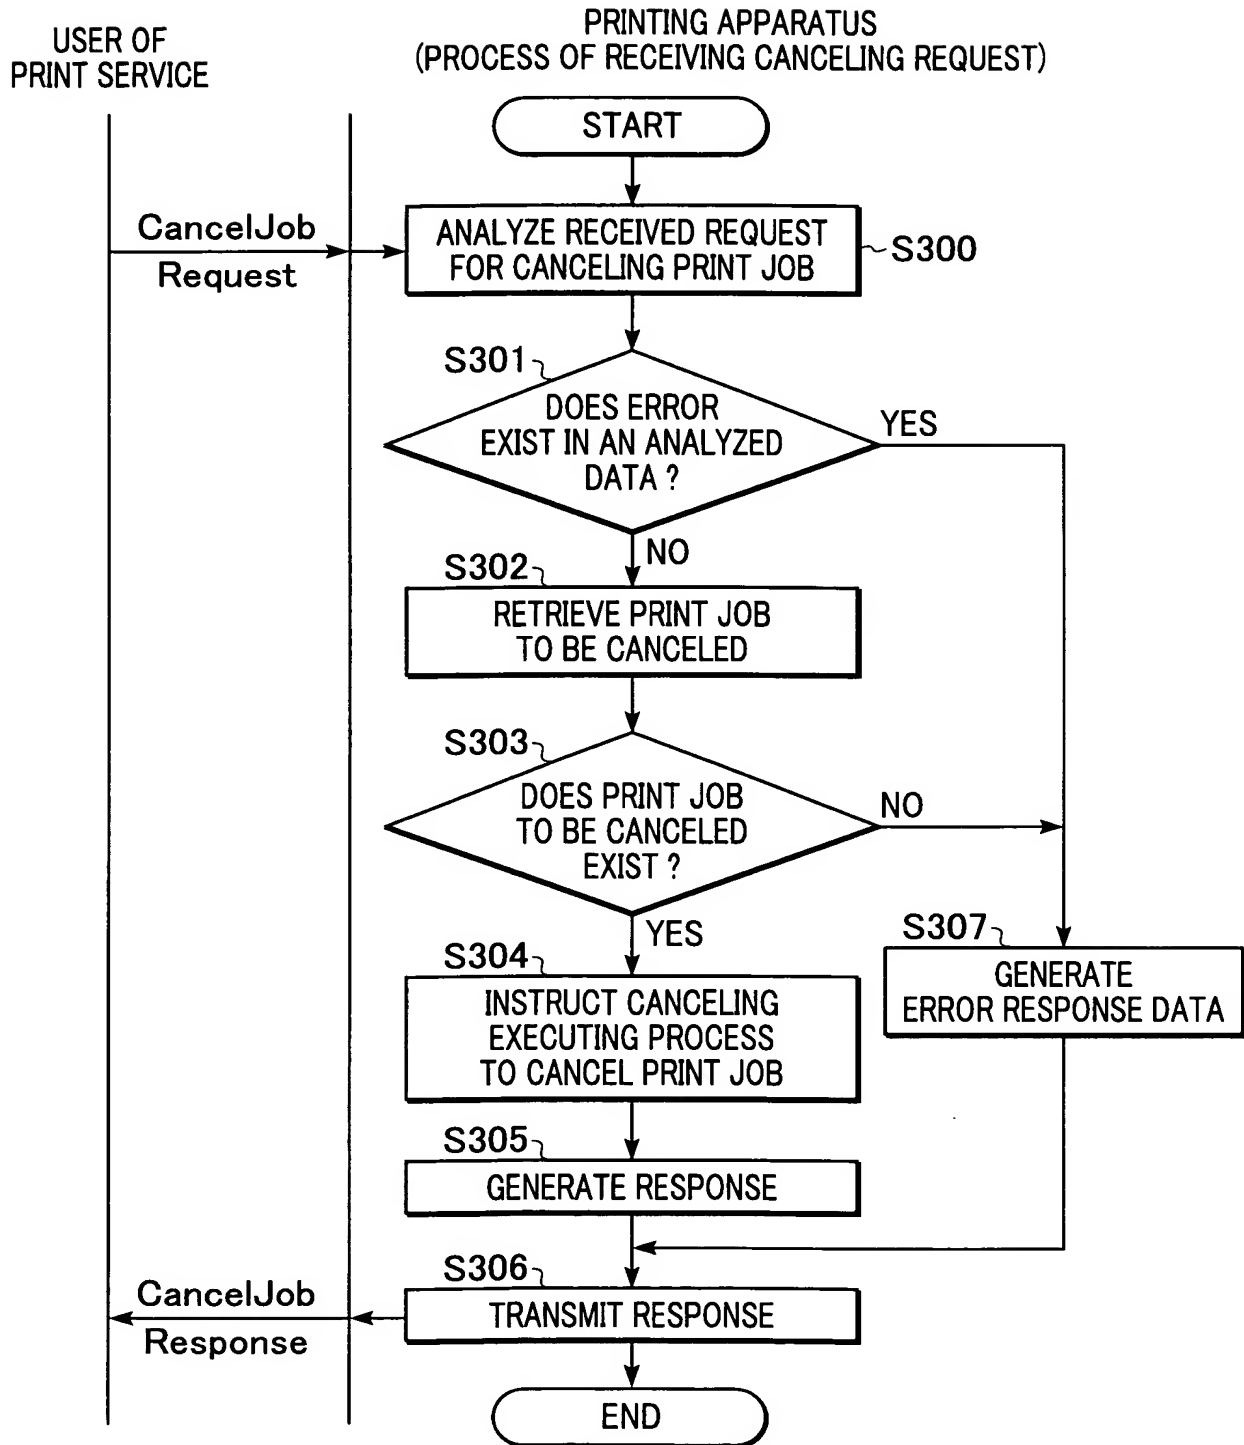 USER OF
PRINT SERVICE
PRINTING APPARATUS
(PROCESS OF RECEIVING CANCELING REQUEST)
START
CancelJob
Request
ANALYZE RECEIVED REQUEST
FOR CANCELING PRINT JOB
S300
S301
DOES ERROR
EXIST IN AN ANALYZED
DATA ?
YES
NO
S302
RETRIEVE PRINT JOB
TO BE CANCELED
S303
DOES PRINT JOB
TO BE CANCELED
EXIST ?
NO
YES
S304
INSTRUCT CANCELING
EXECUTING PROCESS
TO CANCEL PRINT JOB
S307
GENERATE
ERROR RESPONSE DATA
S305
GENERATE RESPONSE
S306
TRANSMIT RESPONSE
CancelJob
Response
END